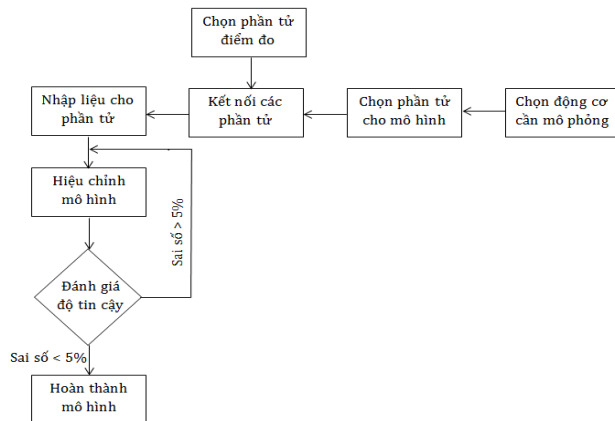 Chọn phần tử
điểm đo
Nhập liệu cho
phần tử
Kết nối các
phần tử
Chọn phần tử
cho mô hình
Chọn động cơ
cần mô phỏng
Hiệu chỉnh
mô hình
Sai số > 5%
Đánh giá
độ tin cậy
Sai số < 5%
Hoàn thành
mô hình